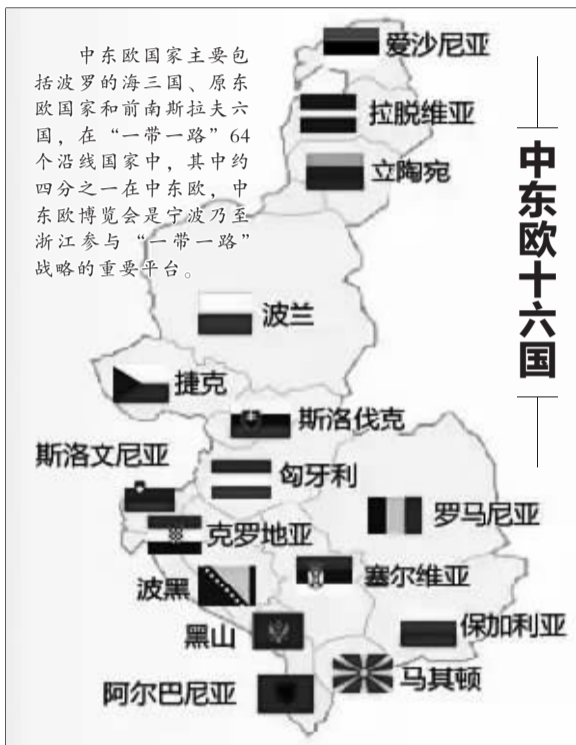 中东欧国家主要包
括波罗的海三国、原东
欧国家和前南斯拉夫六
国，在“一带一路”64
个沿线国家中，其中约
四分之一在中东欧，中
东欧博览会是宁波乃至
浙江参与“一带一路”
战略的重要平台。
中东欧十六国
爱沙尼亚
拉脱维亚
立陶宛
波兰
捷克
斯洛伐克
斯洛文尼亚
匈牙利
罗马尼亚
克罗地亚
波黑
塞尔维亚
黑山
保加利亚
阿尔巴尼亚
马其顿